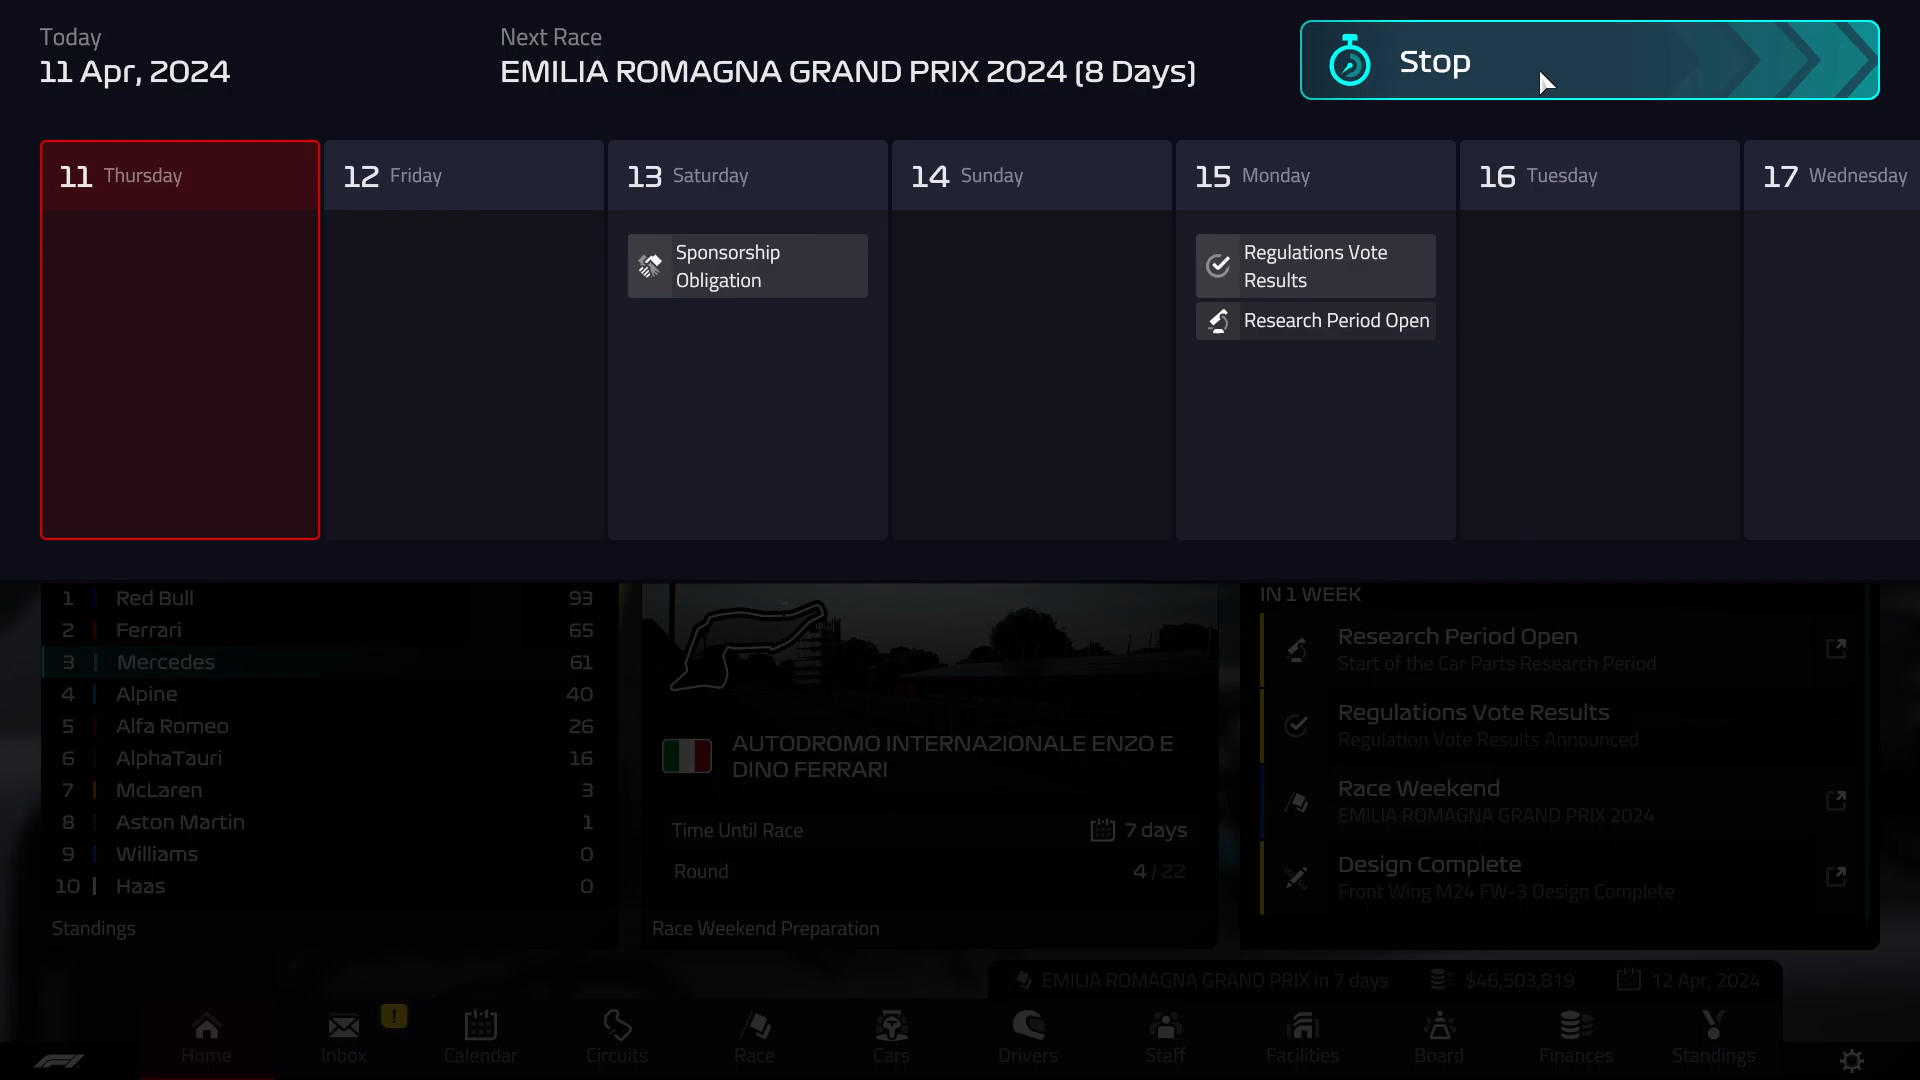 Today
11 Apr, 2024
Next Race
EMILIA ROMAGNA GRAND PRIX 2024 (8 Days)
Stop
11 Thursday
12 Friday
13 Saturday
14 Sunday
15 Monday
16 Tuesday
17 Wednesday
Sponsorship
Obligation
Regulations Vote
Results
Research Period Open
1 Red Bull 93
2 Ferrari 65
3 Mercedes 61
4 Alpine 40
5 Alfa Romeo 26
6 AlphaTauri 16
7 McLaren 3
8 Aston Martin 1
9 Williams 0
10 Haas 0
Standings
AUTODROMO INTERNAZIONALE ENZO E
DINO FERRARI
Time Until Race 7 days
Round 4 / 22
Race Weekend Preparation
IN 1 WEEK
Research Period Open
Start of the Car Parts Research Period
Regulations Vote Results
Regulation Vote Results Announced
Race Weekend
EMILIA ROMAGNA GRAND PRIX 2024
Design Complete
Front Wing M24 FW-3 Design Complete
EMILIA ROMAGNA GRAND PRIX in 7 days $46,503,819 12 Apr, 2024
Home
Inbox
!
Calendar
Circuits
Race
Cars
Drivers
Staff
Facilities
Board
Finances
Standings